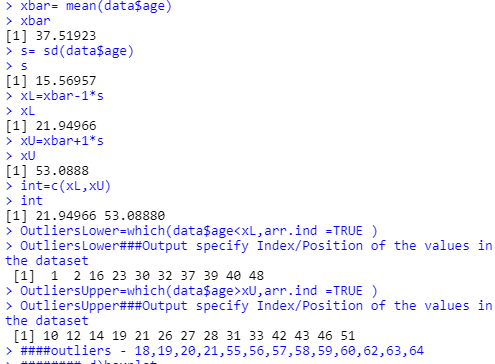 > xbar= mean(data$age)
> xbar
[1] 37.51923
> s= sd(data$age)
> s
[1] 15.56957
> xL=xbar-1*s
> xL
[1] 21.94966
> xU=xbar+1*s
> xU
[1] 53.0888
> int=c(xL,xU)
> int
[1] 21.94966 53.08880
> OutliersLower=which(data$age<xL,arr.ind =TRUE )
> OutliersLower###Output specify Index/Position of the values in
the dataset
[1]  1  2 16 23 30 32 37 39 40 48
> OutliersUpper=which(data$age>xU,arr.ind =TRUE )
> OutliersUpper###Output specify Index/Position of the values in
the dataset
[1] 10 12 14 19 21 26 27 28 31 33 42 43 46 51
> ####outliers - 18,19,20,21,55,56,57,58,59,60,62,63,64